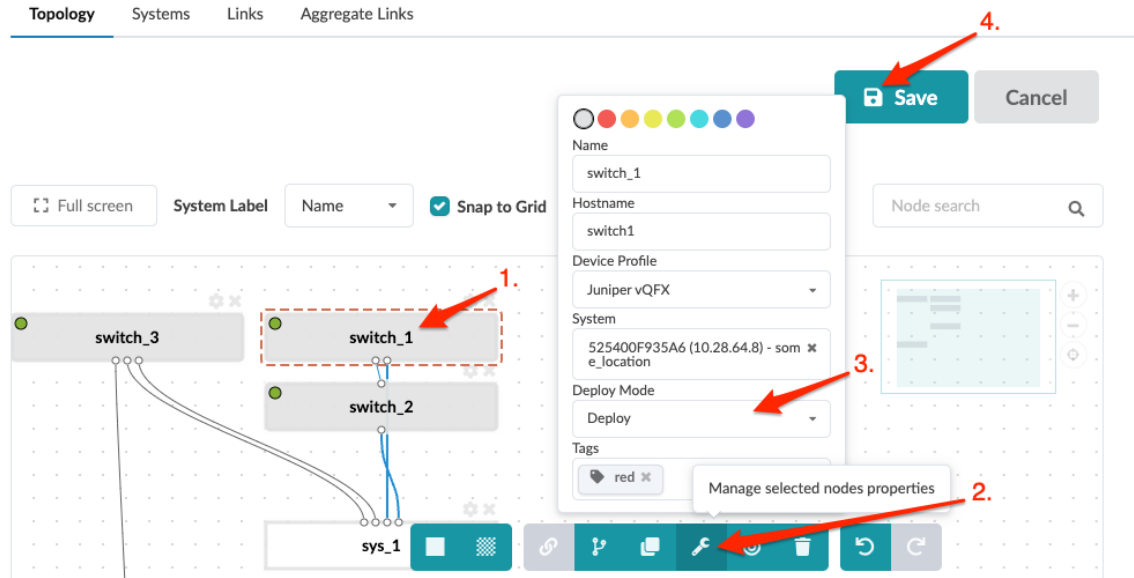 Topology Systems Links Aggregate Links
4.
Save Cancel
Name
switch_1
Full screen System Label Name Snap to Grid
Hostname
switch1
Node search
Device Profile
Juniper vQFX
1.
System
switch_3 switch_1
525400F935A6 (10.28.64.8) - som
e_location
3.
Deploy Mode
switch_2
Deploy
Tags
red
Manage selected nodes properties
2.
sys_1